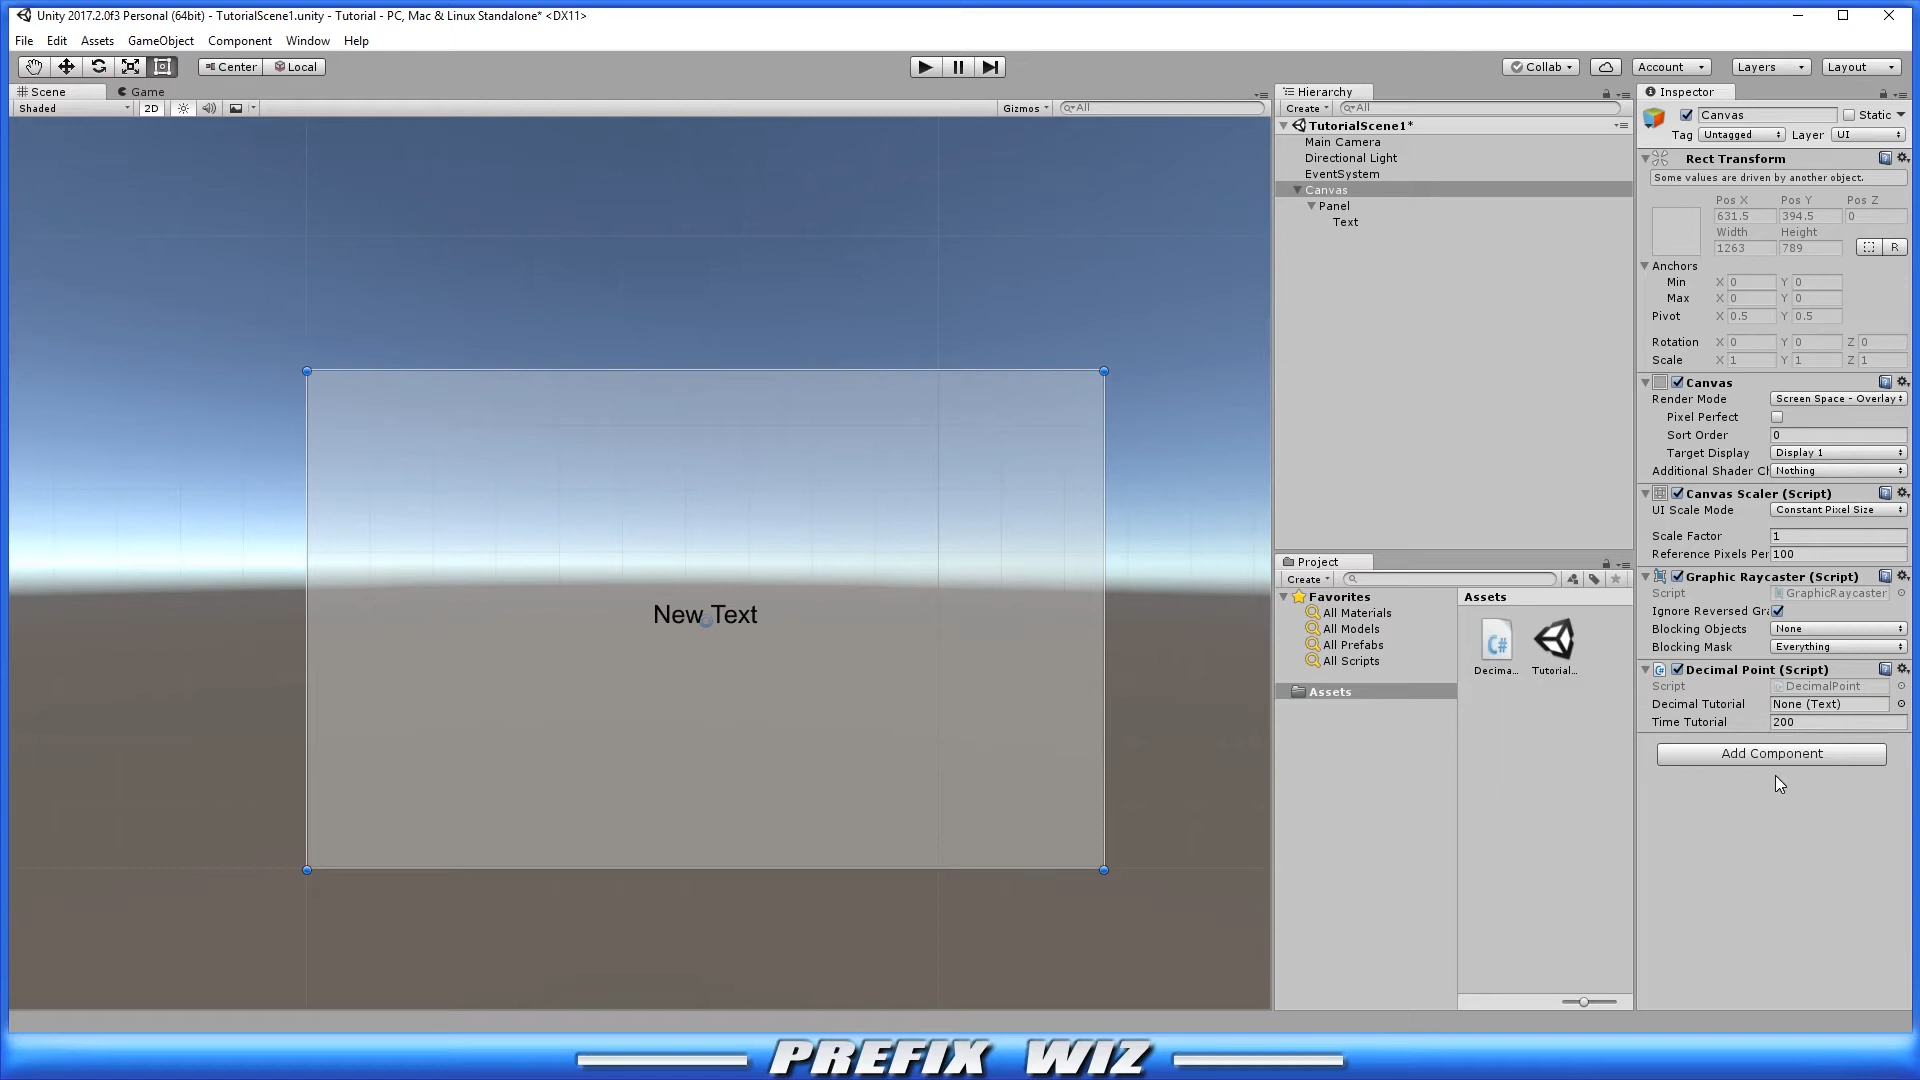 Unity 2017.2.0f3 Personal (64bit) - TutorialScene1.unity - Tutorial - PC, Mac & Linux Standalone* <DX11>
File Edit Assets GameObject Component Window Help
Center Local Collab Account Layers Layout
Scene Game
Shaded 2D Gizmos All
New Text
Hierarchy
Create All
TutorialScene1*
Main Camera
Directional Light
EventSystem
Canvas
Panel
Text
Project
Create
Favorites
All Materials
All Models
All Prefabs
All Scripts
Assets
Assets
Decima... Tutorial...
C#
Inspector
Canvas Static
Tag Untagged Layer UI
Rect Transform
Some values are driven by another object.
Pos X Pos Y Pos Z
631.5 394.5 0
Width Height
1263 789 R
Anchors
Min X 0 Y 0
Max X 0 Y 0
Pivot X 0.5 Y 0.5
Rotation X 0 Y 0 Z 0
Scale X 1 Y 1 Z 1
Canvas
Render Mode Screen Space - Overlay
Pixel Perfect
Sort Order 0
Target Display Display 1
Additional Shader Ch Nothing
Canvas Scaler (Script)
UI Scale Mode Constant Pixel Size
Scale Factor 1
Reference Pixels Per 100
Graphic Raycaster (Script)
Script GraphicRaycaster
Ignore Reversed Gra
Blocking Objects None
Blocking Mask Everything
Decimal Point (Script)
Script DecimalPoint
Decimal Tutorial None (Text)
Time Tutorial 200
Add Component
PREFIX WIZ